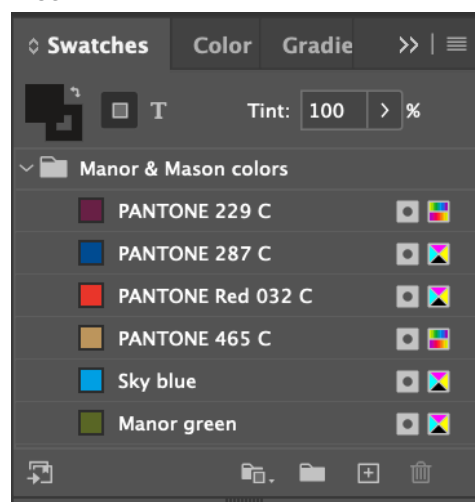 Swatches Color Gradie
T Tint: 100 %
Manor & Mason colors
PANTONE 229 C
PANTONE 287 C
PANTONE Red 032 C
PANTONE 465 C
Sky blue
Manor green